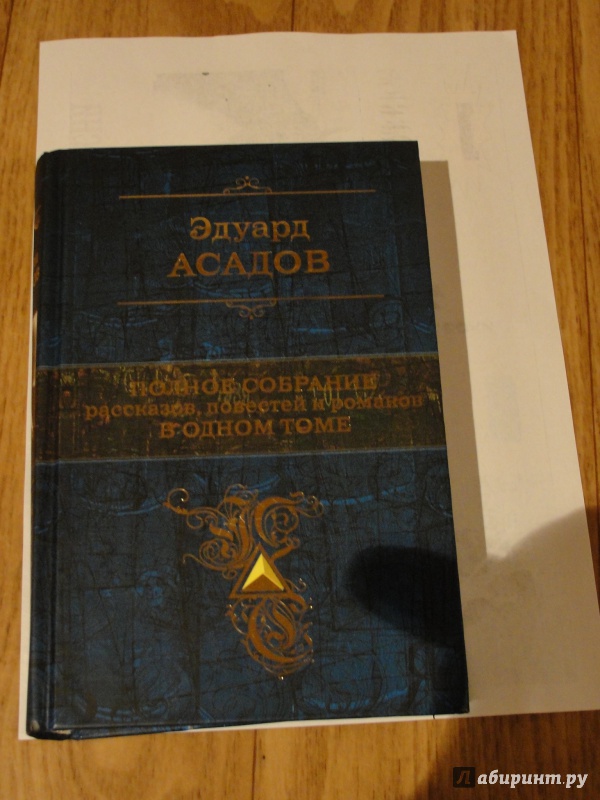 Эдуард
АСАДОВ
ПОЛНОЕ СОБРАНИЕ
рассказов, повестей и романов
В ОДНОМ ТОМЕ
Лабиринт.ру